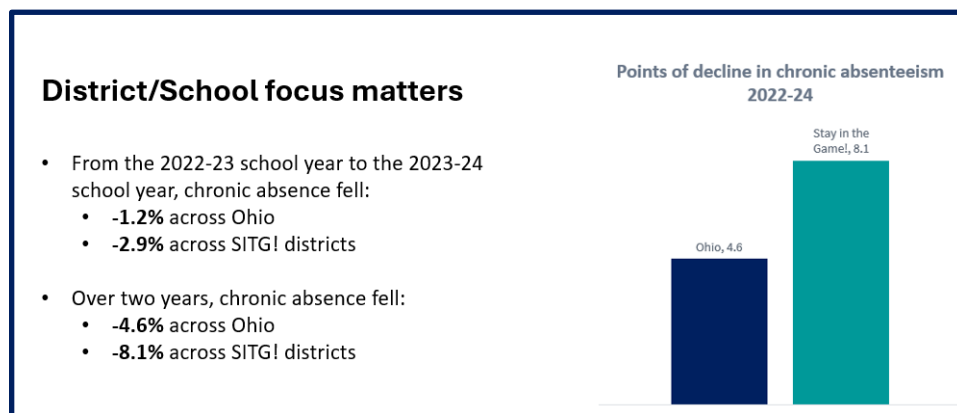 District/School focus matters
• From the 2022-23 school year to the 2023-24
school year, chronic absence fell:
• -1.2% across Ohio
• -2.9% across SITG! districts
• Over two years, chronic absence fell:
• -4.6% across Ohio
• -8.1% across SITG! districts
Points of decline in chronic absenteeism
2022-24
Stay in the
Game!, 8.1
Ohio, 4.6